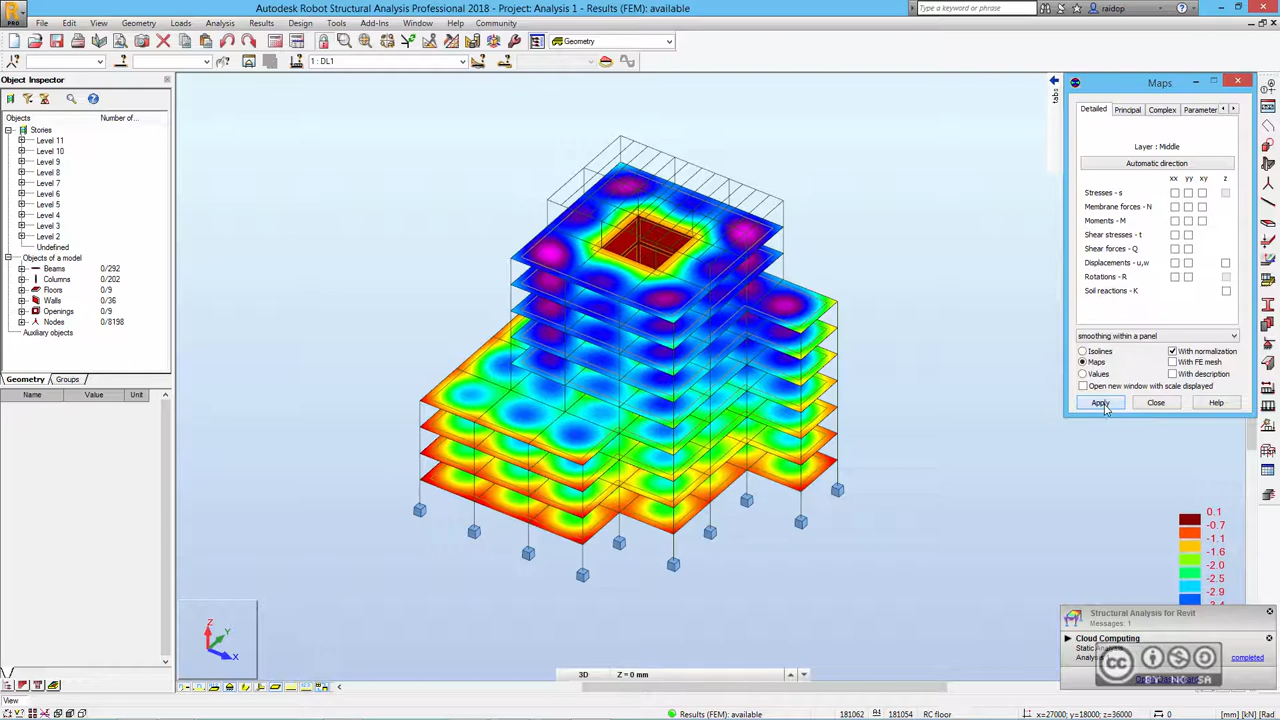 Autodesk Robot Structural Analysis Professional 2018 - Project: Analysis 1 - Results (FEM): available
Type a keyword or phrase
raidop
PRO
File Edit View Geometry Loads Analysis Results Design Tools Add-Ins Window Help Community
Geometry
1 : DL1
Object Inspector
Objects Number of...
Stories
Level 11
Level 10
Level 9
Level 8
Level 7
Level 6
Level 5
Level 4
Level 3
Level 2
Undefined
Objects of a model
Beams 0/292
Columns 0/202
Floors 0/9
Walls 0/36
Openings 0/9
Nodes 0/8198
Auxiliary objects
Geometry Groups
Name Value Unit
tabs
Maps
Detailed Principal Complex Parameter
Layer : Middle
Automatic direction
xx yy xy z
Stresses - s
Membrane forces - N
Moments - M
Shear stresses - t
Shear forces - Q
Displacements - u,w
Rotations - R
Soil reactions - K
smoothing within a panel
Isolines With normalization
Maps With FE mesh
Values With description
Open new window with scale displayed
Apply Close Help
0.1
-0.7
-1.1
-1.6
-2.0
-2.5
-2.9
Structural Analysis for Revit
Messages: 1
Cloud Computing
completed
cc
BY NC SA
Z
Y
X
3D Z = 0 mm
View
Results (FEM): available 181062 181054 RC floor x=27000; y=18000; z=36000 0 [mm] [kN] [Rad